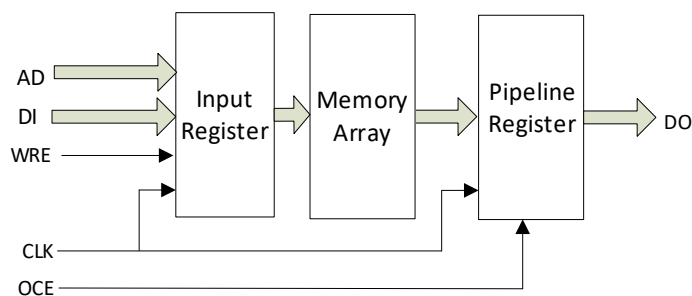 AD
DI
WRE
CLK
OCE
Input
Register
Memory
Array
Pipeline
Register
DO